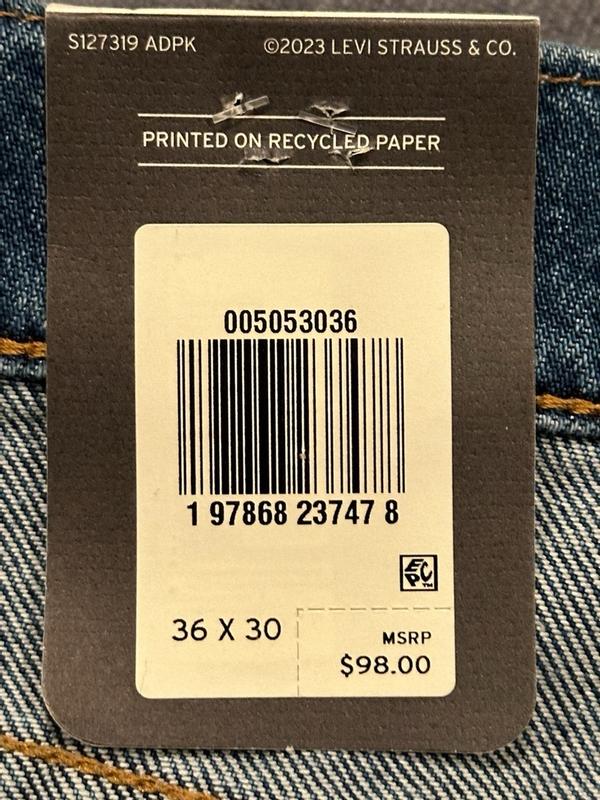 S127319 ADPK ©2023 LEVI STRAUSS & CO.
PRINTED ON RECYCLED PAPER
005053036
1 97868 23747 8
EPC™
36 X 30
MSRP
$98.00